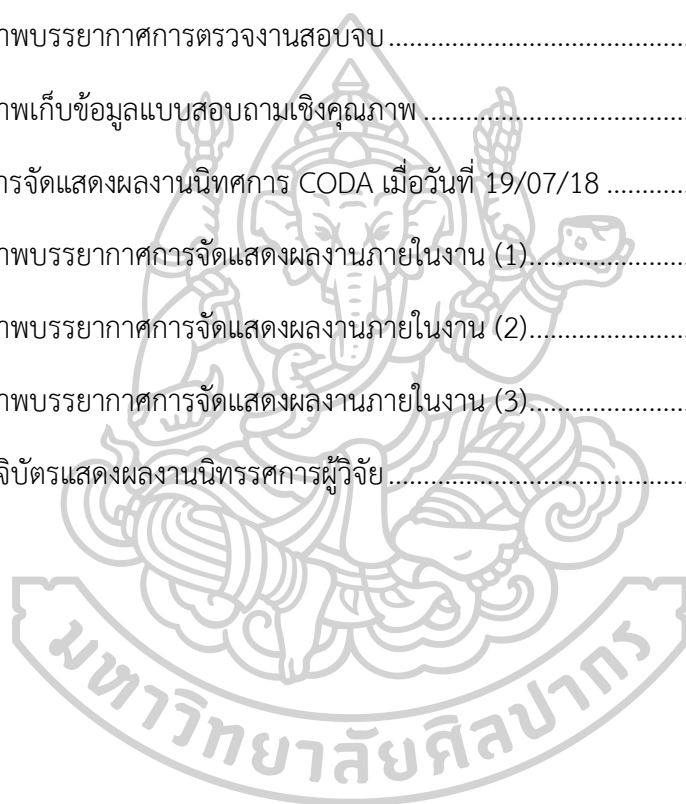 าพบรรยากาศการตรวจงานสอบจบ
าพเก็บข้อมูลแบบสอบถามเชิงคุณภาพ
ารจัดแสดงผลงานนิทศการ CODA เมื่อวันที่ 19/07/18
าพบรรยากาศการจัดแสดงผลงานภายในงาน (1)
าพบรรยากาศการจัดแสดงผลงานภายในงาน (2)
าพบรรยากาศการจัดแสดงผลงานภายในงาน (3)
จิบัตรแสดงผลงานนิทรรศการผู้วิจัย
มหาวิทยาลัยศิลปากร